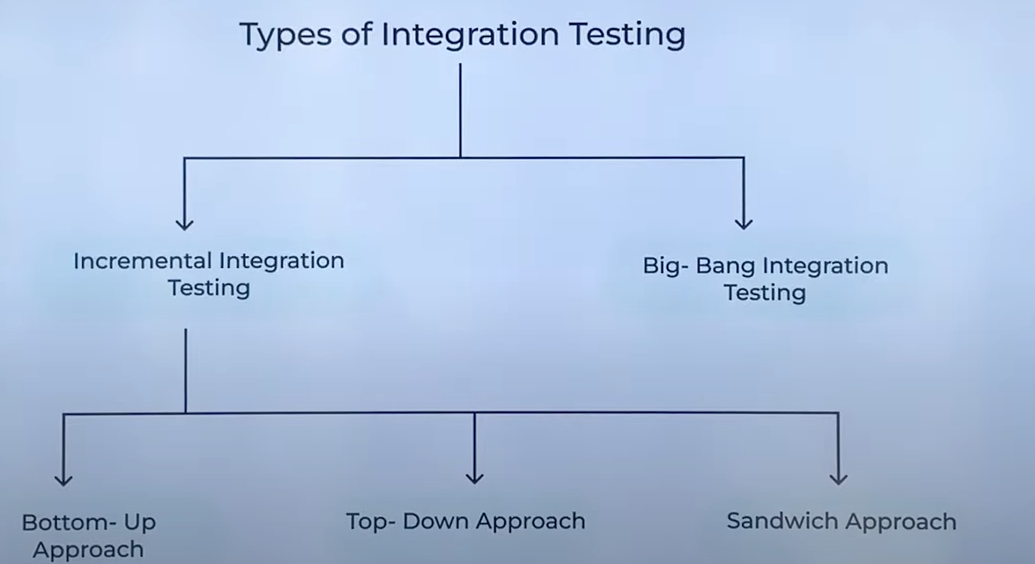 Types of Integration Testing
Incremental Integration
Testing
Big- Bang Integration
Testing
Bottom- Up
Approach
Top- Down Approach
Sandwich Approach